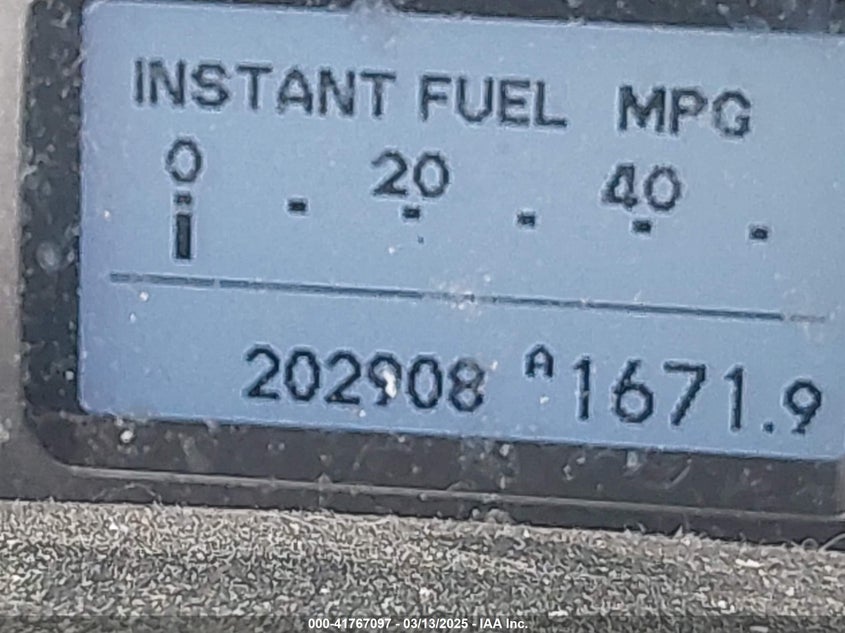 INSTANT FUEL MPG
0 20 40
202908 A 1671.9
000-41767097 - 03/13/2025 - IAA Inc.